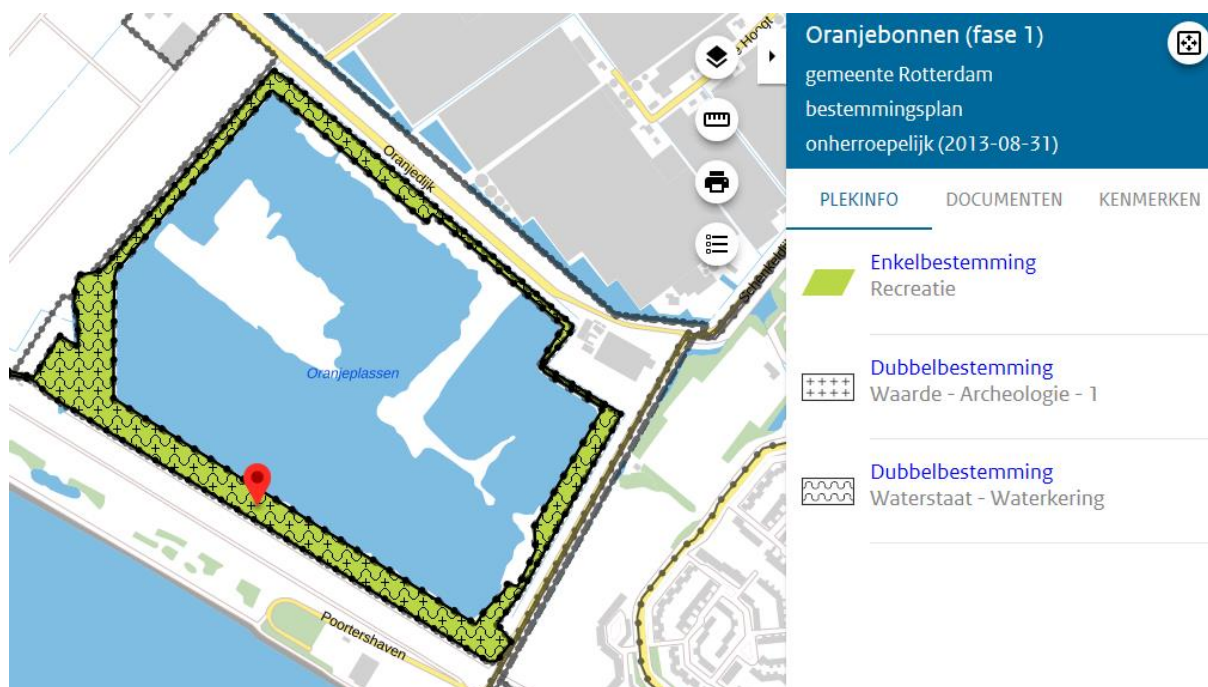 Oranjebonnen (fase 1)
gemeente Rotterdam
bestemmingsplan
onherroepelijk (2013-08-31)
PLEKINFO DOCUMENTEN KENMERKEN
Enkelbestemming
Recreatie
Dubbelbestemming
Waarde - Archeologie - 1
Dubbelbestemming
Waterstaat - Waterkering
Oranjedijk
Oranjeplassen
Poortershaven